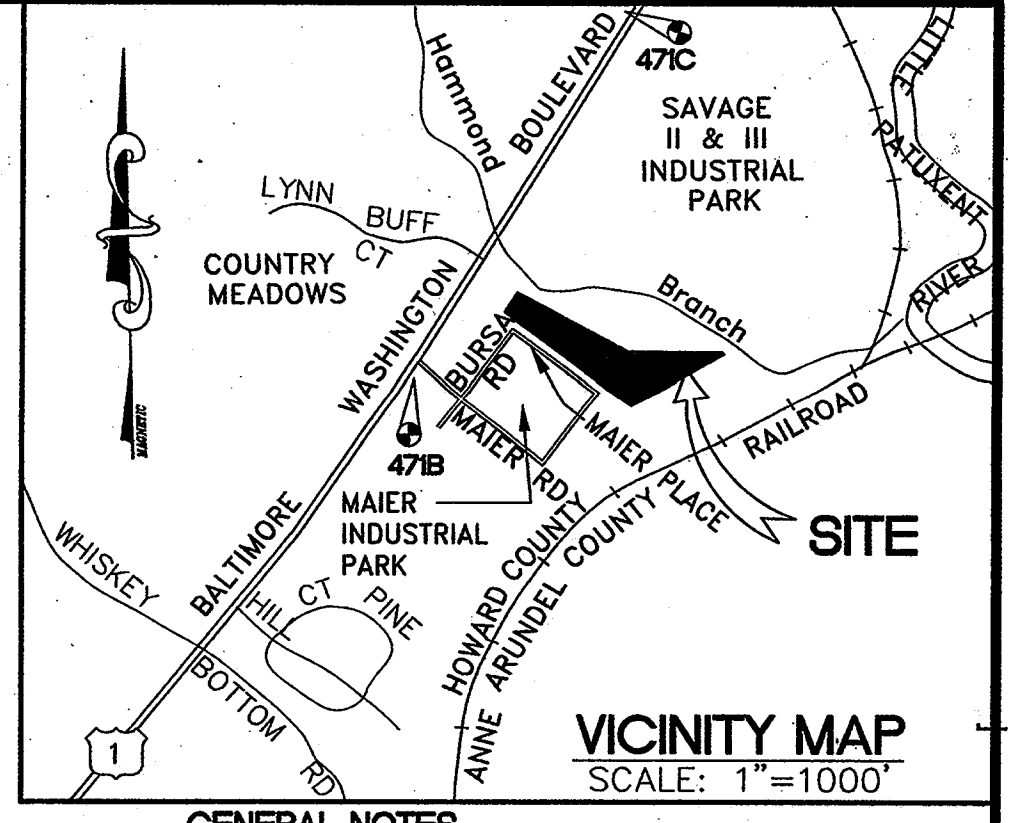 471C
Hammond
BOULEVARD
LITTLE
SAVAGE
II & III
INDUSTRIAL
PARK
PATUXENT
LYNN
BUFF
CT
COUNTRY
MEADOWS
WASHINGTON
Branch
RIVER
BURSA
RD
MAGNETIC
471B
MAIER RD
MAIER PLACE
RAILROAD
MAIER
INDUSTRIAL
PARK
SITE
HOWARD COUNTY
ANNE ARUNDEL COUNTY
WHISKEY
BOTTOM
RD
BALTIMORE
HILL
CT
PINE
1
VICINITY MAP
SCALE: 1"=1000'
GENERAL NOTES